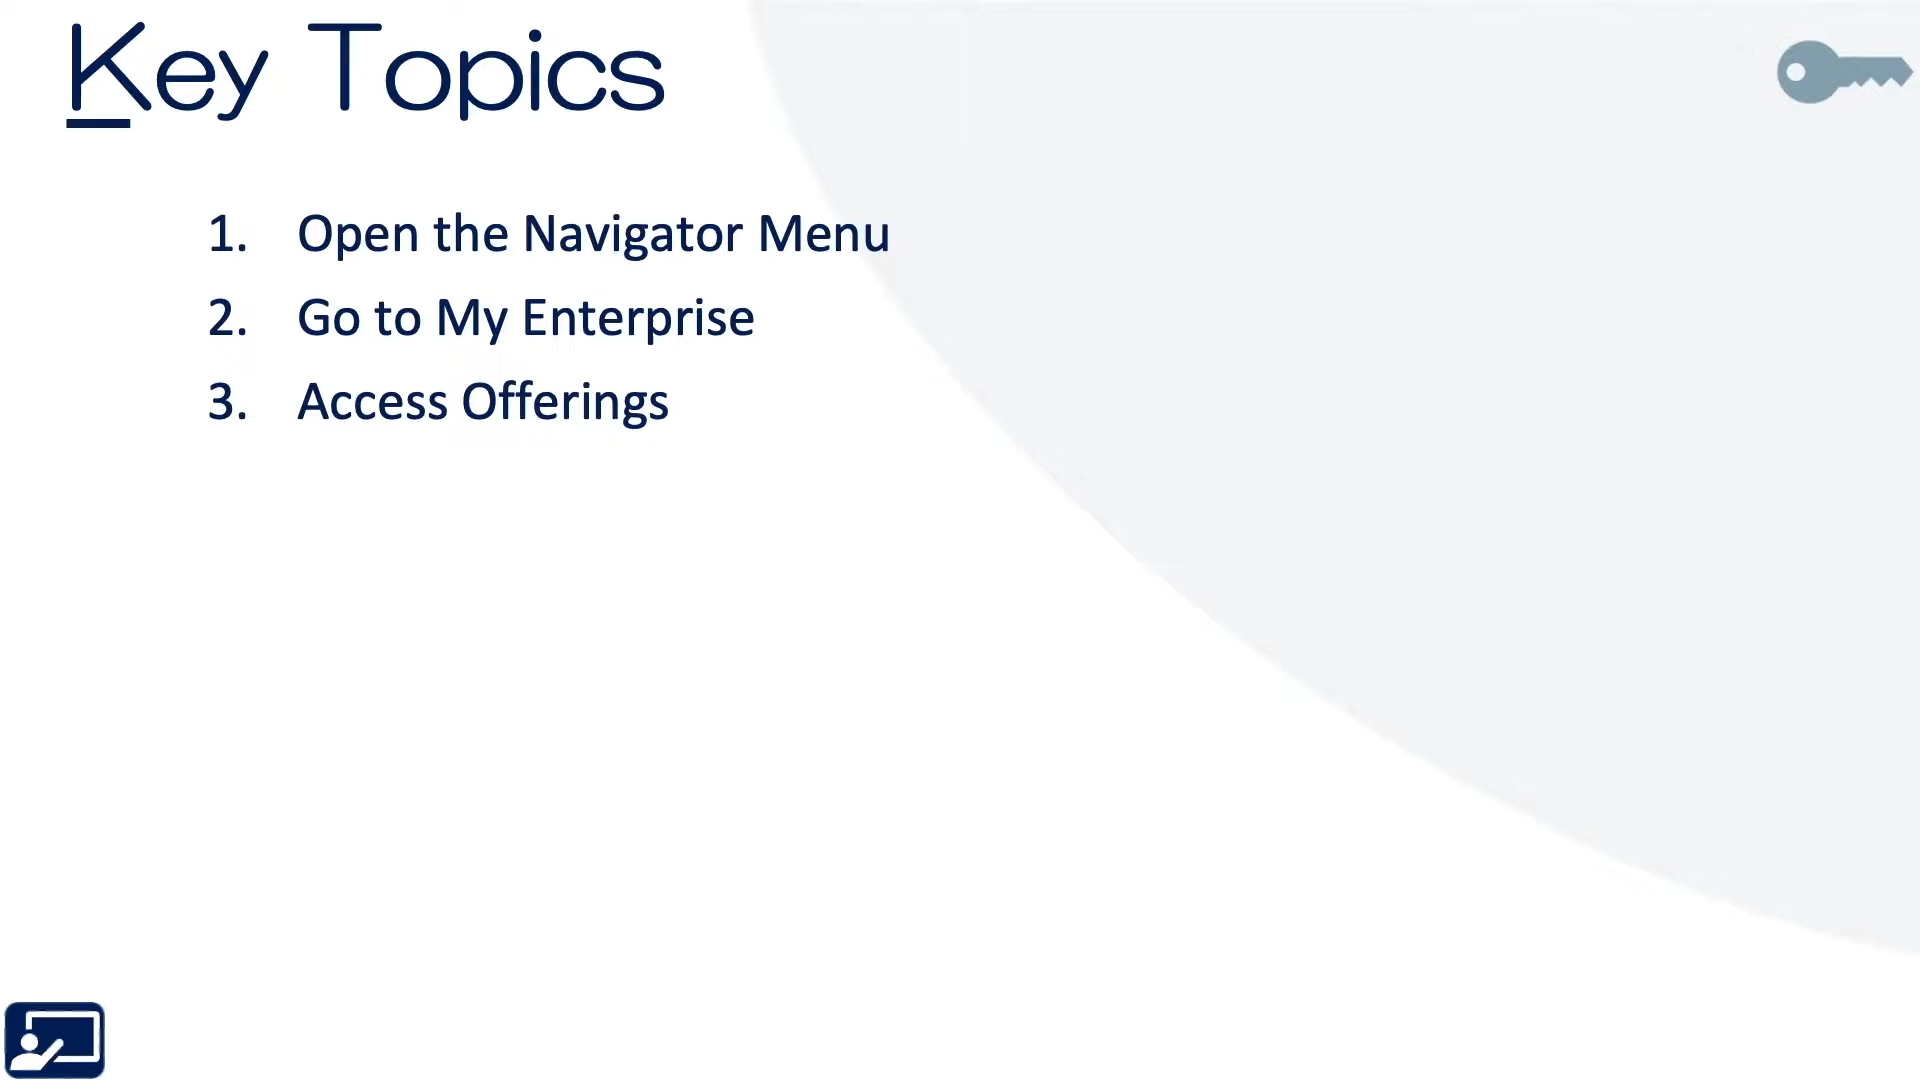 Key Topics
1. Open the Navigator Menu
2. Go to My Enterprise
3. Access Offerings